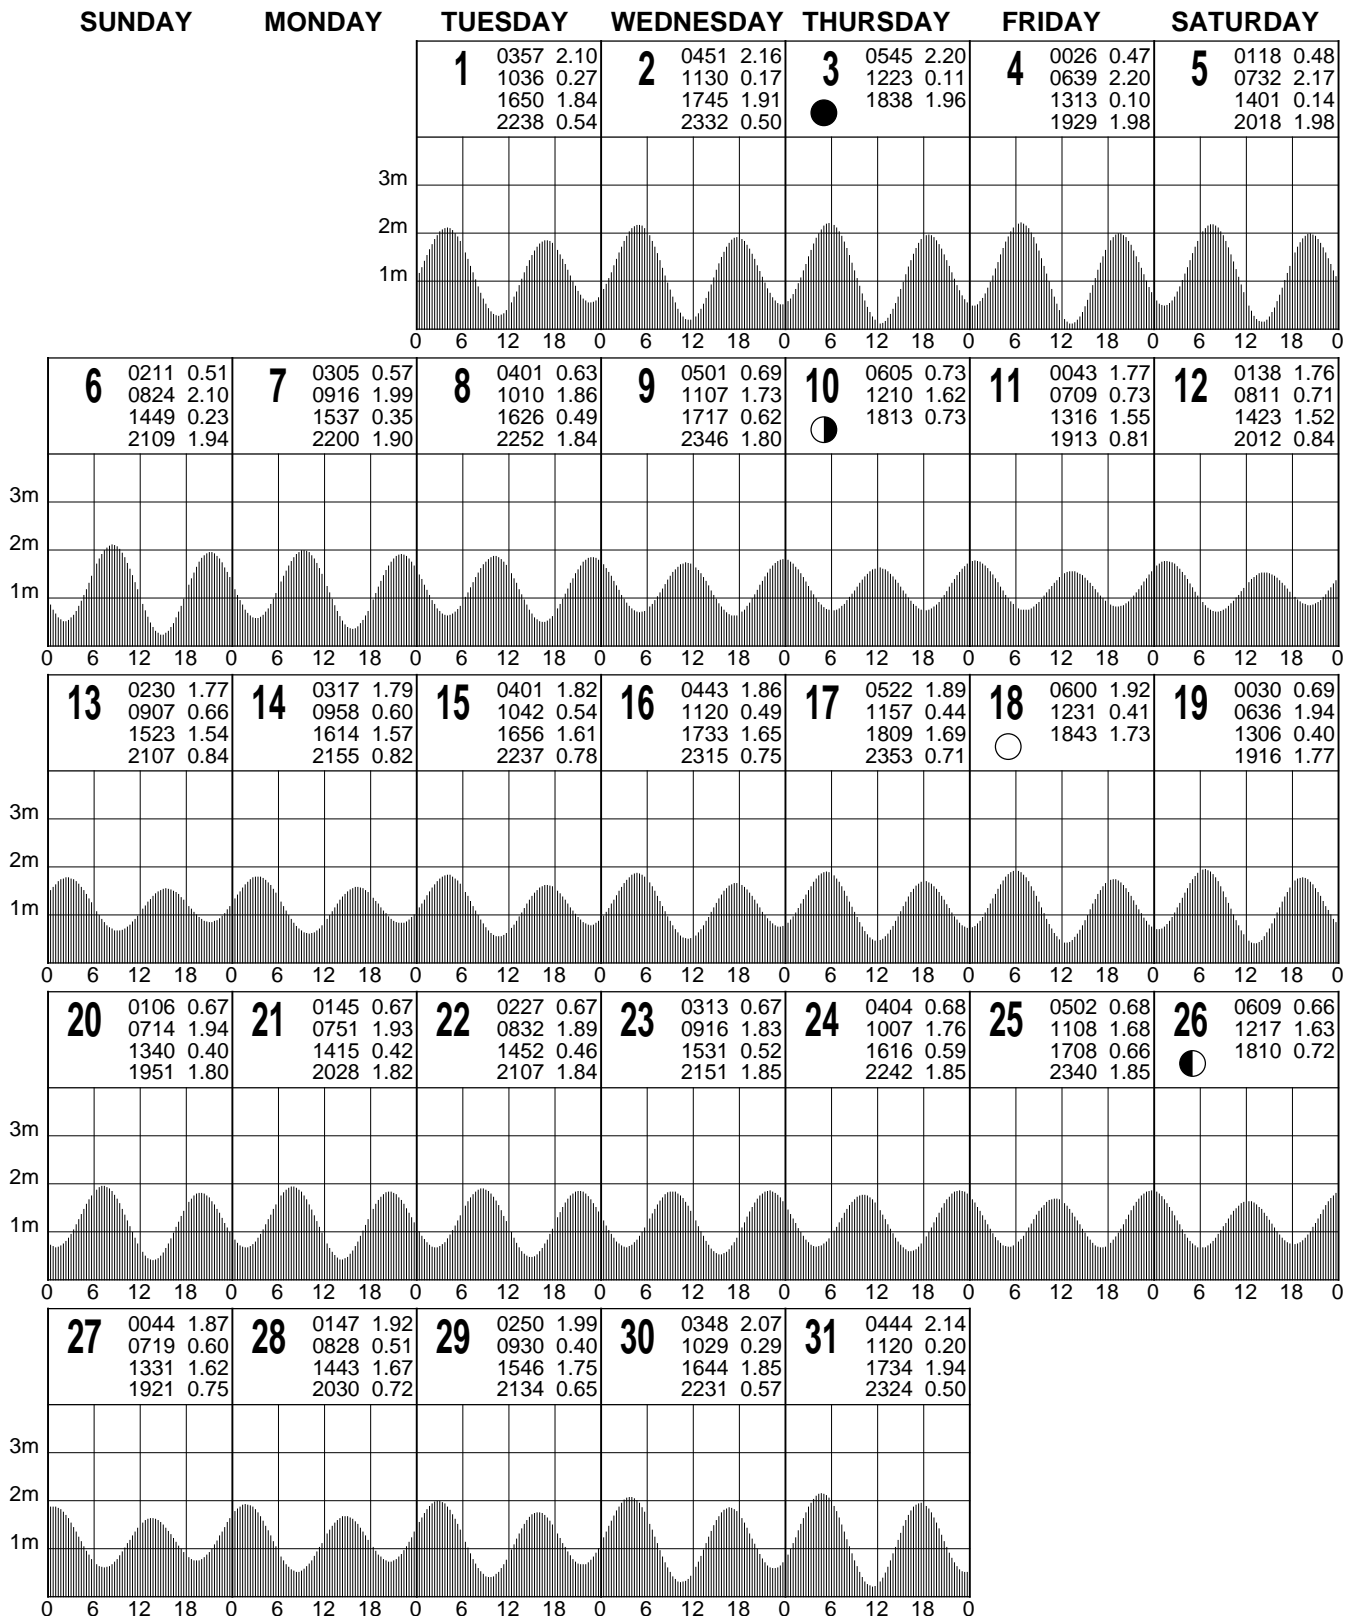 SUNDAY MONDAY TUESDAY WEDNESDAY THURSDAY FRIDAY SATURDAY
1 0357 2.10
1036 0.27
1650 1.84
2238 0.54
2 0451 2.16
1130 0.17
1745 1.91
2332 0.50
3 0545 2.20
1223 0.11
1838 1.96
4 0026 0.47
0639 2.20
1313 0.10
1929 1.98
5 0118 0.48
0732 2.17
1401 0.14
2018 1.98
3m
2m
1m
0 6 12 18 0 6 12 18 0 6 12 18 0 6 12 18 0 6 12 18 0
6 0211 0.51
0824 2.10
1449 0.23
2109 1.94
7 0305 0.57
0916 1.99
1537 0.35
2200 1.90
8 0401 0.63
1010 1.86
1626 0.49
2252 1.84
9 0501 0.69
1107 1.73
1717 0.62
2346 1.80
10 0605 0.73
1210 1.62
1813 0.73
11 0043 1.77
0709 0.73
1316 1.55
1913 0.81
12 0138 1.76
0811 0.71
1423 1.52
2012 0.84
3m
2m
1m
0 6 12 18 0 6 12 18 0 6 12 18 0 6 12 18 0 6 12 18 0 6 12 18 0 6 12 18 0
13 0230 1.77
0907 0.66
1523 1.54
2107 0.84
14 0317 1.79
0958 0.60
1614 1.57
2155 0.82
15 0401 1.82
1042 0.54
1656 1.61
2237 0.78
16 0443 1.86
1120 0.49
1733 1.65
2315 0.75
17 0522 1.89
1157 0.44
1809 1.69
2353 0.71
18 0600 1.92
1231 0.41
1843 1.73
19 0030 0.69
0636 1.94
1306 0.40
1916 1.77
3m
2m
1m
0 6 12 18 0 6 12 18 0 6 12 18 0 6 12 18 0 6 12 18 0 6 12 18 0 6 12 18 0
20 0106 0.67
0714 1.94
1340 0.40
1951 1.80
21 0145 0.67
0751 1.93
1415 0.42
2028 1.82
22 0227 0.67
0832 1.89
1452 0.46
2107 1.84
23 0313 0.67
0916 1.83
1531 0.52
2151 1.85
24 0404 0.68
1007 1.76
1616 0.59
2242 1.85
25 0502 0.68
1108 1.68
1708 0.66
2340 1.85
26 0609 0.66
1217 1.63
1810 0.72
3m
2m
1m
0 6 12 18 0 6 12 18 0 6 12 18 0 6 12 18 0 6 12 18 0 6 12 18 0 6 12 18 0
27 0044 1.87
0719 0.60
1331 1.62
1921 0.75
28 0147 1.92
0828 0.51
1443 1.67
2030 0.72
29 0250 1.99
0930 0.40
1546 1.75
2134 0.65
30 0348 2.07
1029 0.29
1644 1.85
2231 0.57
31 0444 2.14
1120 0.20
1734 1.94
2324 0.50
3m
2m
1m
0 6 12 18 0 6 12 18 0 6 12 18 0 6 12 18 0 6 12 18 0